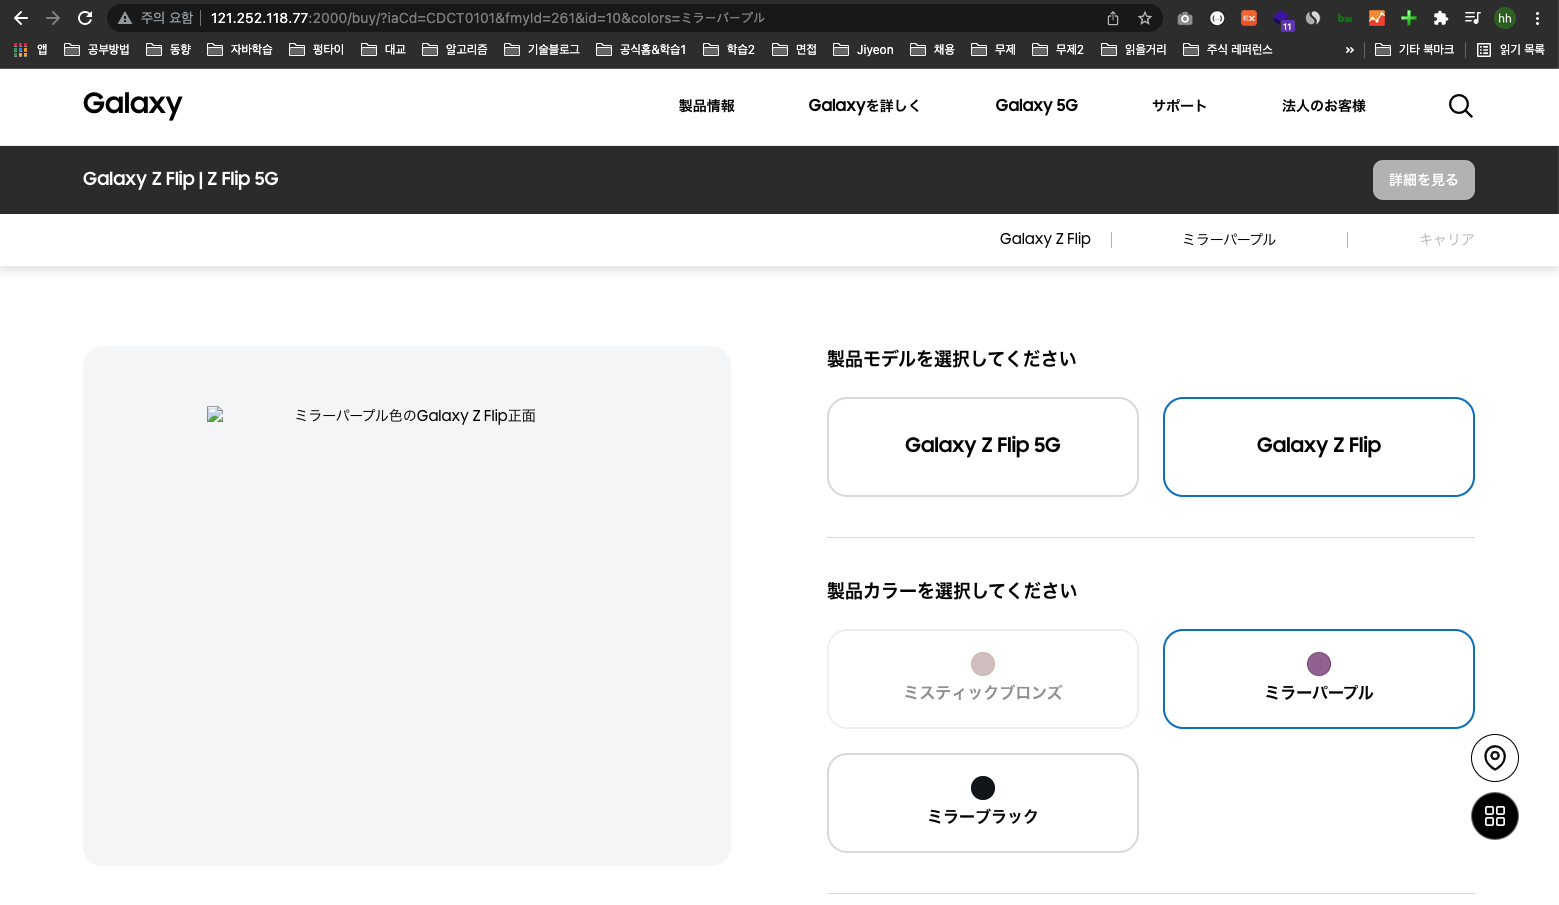 주의 요함 121.252.118.77:2000/buy/?iaCd=CDCT0101&fmyId=261&id=10&colors=ミラーパープル
EX 11 bw hh
앱 공부방법 동향 자바학습 펑타이 대교 알고리즘 기술블로그 공식홈&학습1 학습2 면접 Jiyeon 채용 무제 무제2 읽을거리 주식 레퍼런스 » 기타 북마크 읽기 목록
Galaxy 製品情報 Galaxyを詳しく Galaxy 5G サポート 法人のお客様
Galaxy Z Flip | Z Flip 5G 詳細を見る
Galaxy Z Flip ミラーパープル キャリア
ミラーパープル色のGalaxy Z Flip正面
製品モデルを選択してください
Galaxy Z Flip 5G Galaxy Z Flip
製品カラーを選択してください
ミスティックブロンズ ミラーパープル
ミラーブラック